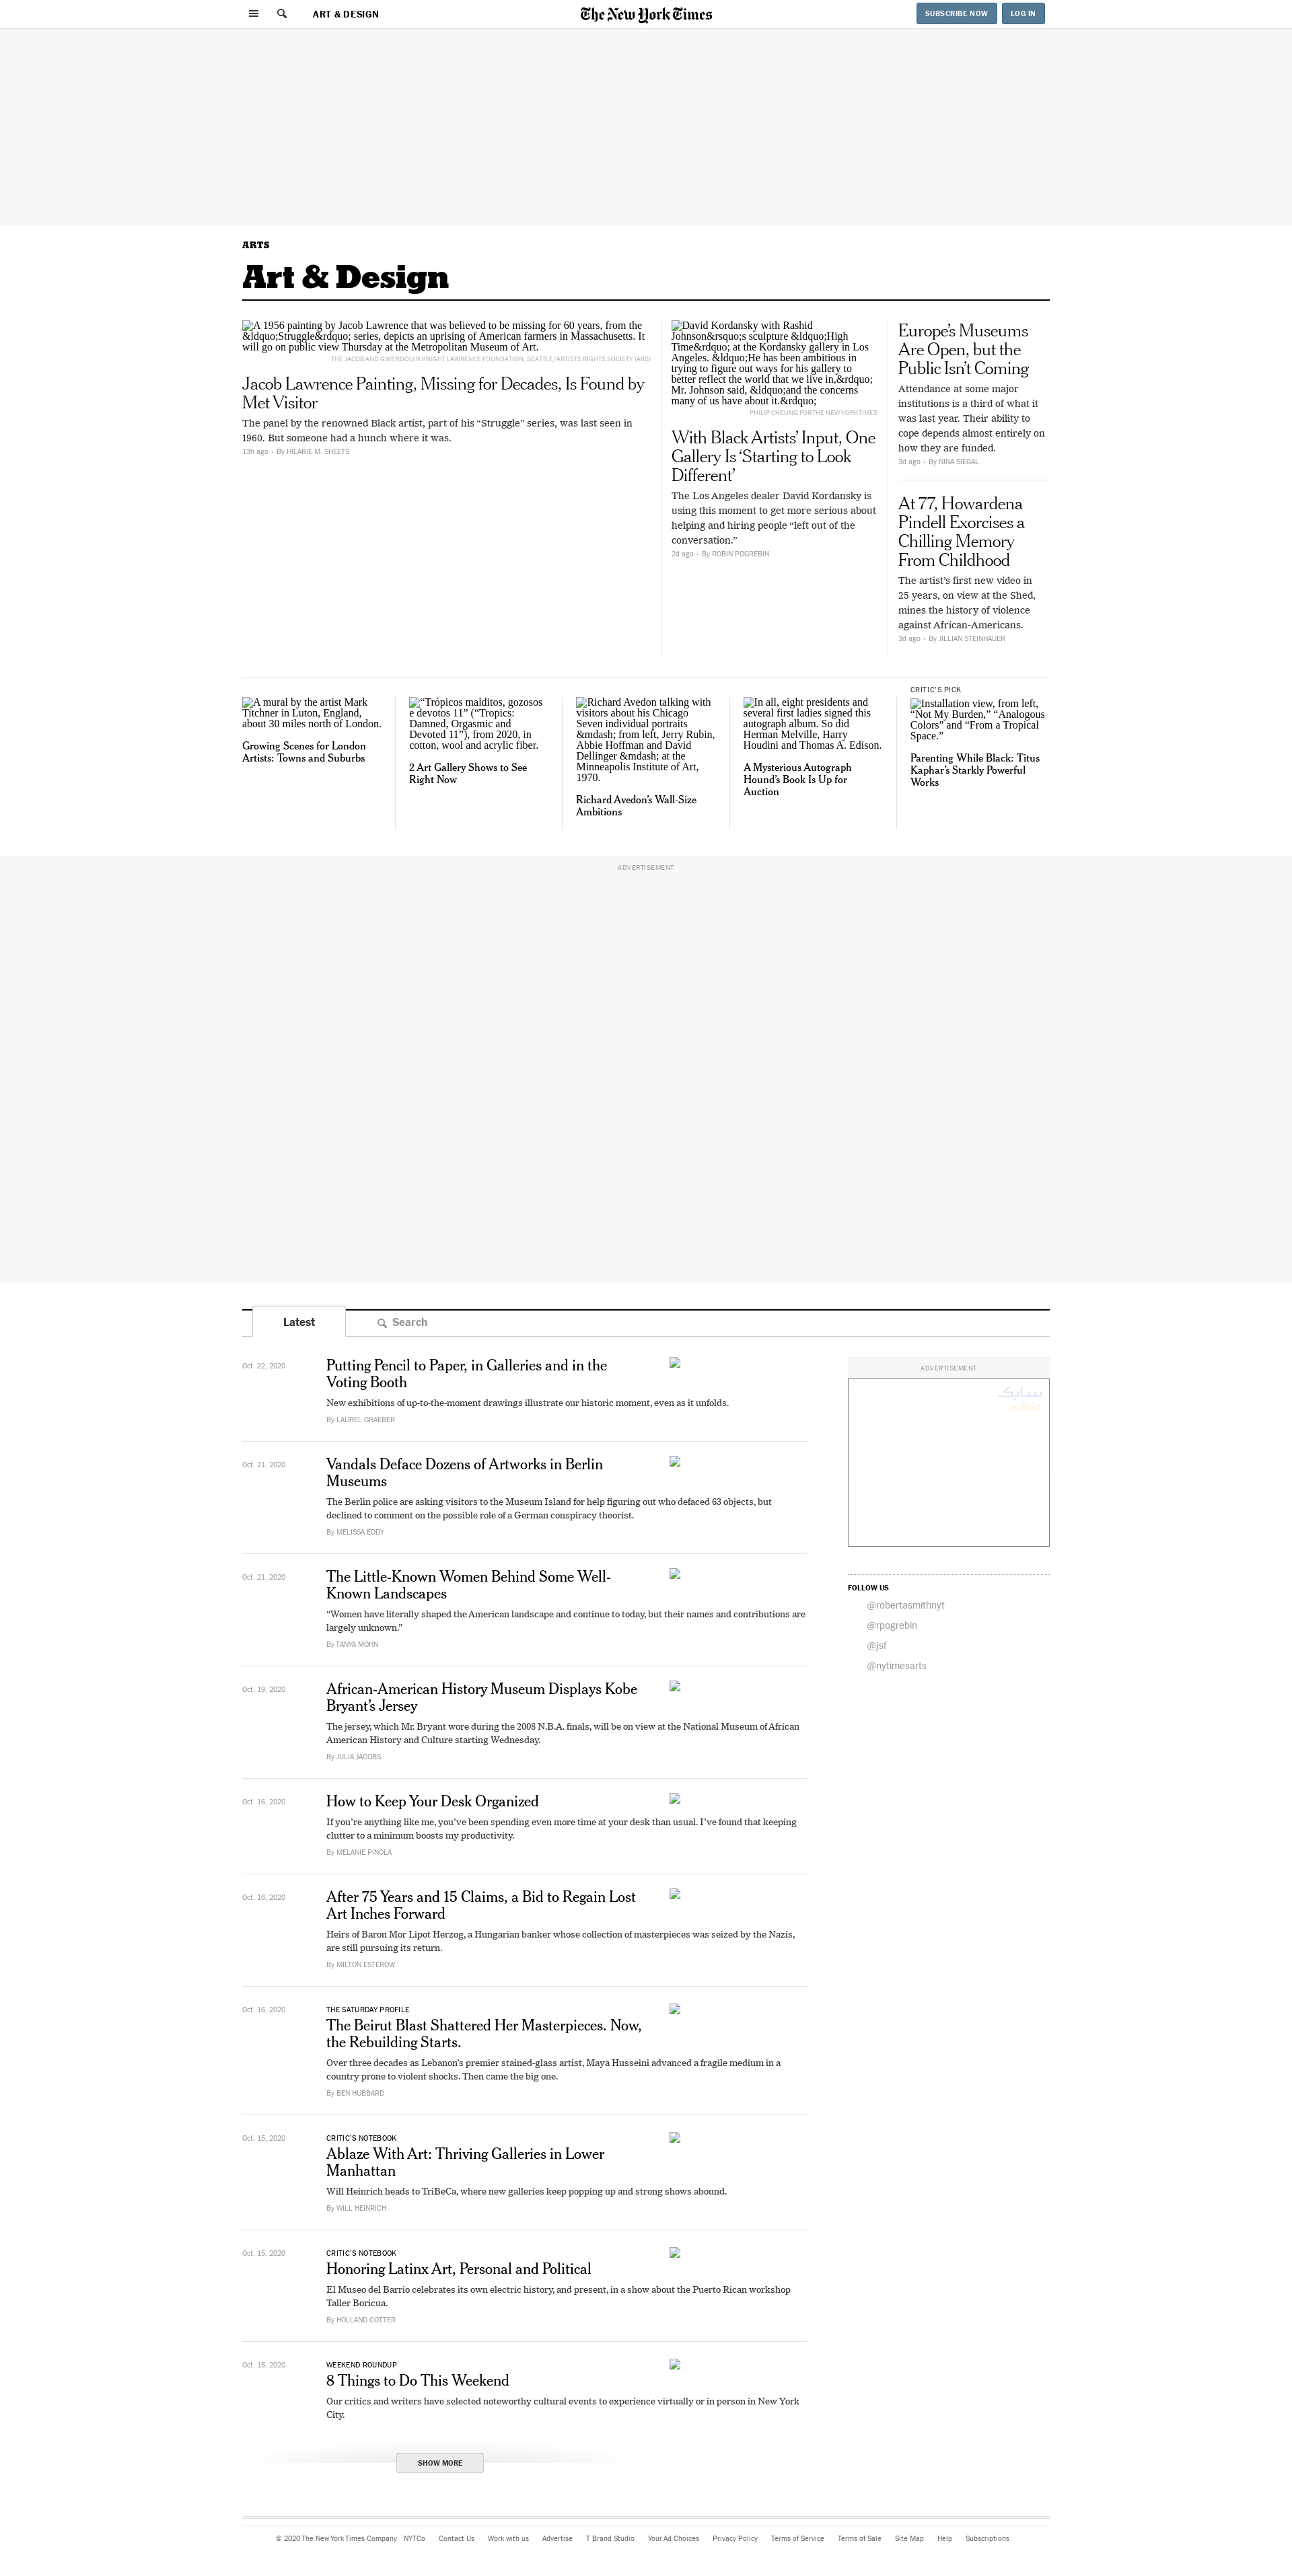 ART & DESIGN
The New York Times
SUBSCRIBE NOW
LOG IN
ARTS
Art & Design
A 1956 painting by Jacob Lawrence that was believed to be missing for 60 years, from the
&ldquo;Struggle&rdquo; series, depicts an uprising of American farmers in Massachusetts. It
will go on public view Thursday at the Metropolitan Museum of Art.
THE JACOB AND GWENDOLYN KNIGHT LAWRENCE FOUNDATION, SEATTLE/ARTISTS RIGHTS SOCIETY (ARS)
Jacob Lawrence Painting, Missing for Decades, Is Found by
Met Visitor
The panel by the renowned Black artist, part of his “Struggle” series, was last seen in
1960. But someone had a hunch where it was.
13h ago • By HILARIE M. SHEETS
David Kordansky with Rashid
Johnson&rsquo;s sculpture &ldquo;High
Time&rdquo; at the Kordansky gallery in Los
Angeles. &ldquo;He has been ambitious in
trying to figure out ways for his gallery to
better reflect the world that we live in,&rdquo;
Mr. Johnson said, &ldquo;and the concerns
many of us have about it.&rdquo;
PHILIP CHEUNG FOR THE NEW YORK TIMES
With Black Artists’ Input, One
Gallery Is ‘Starting to Look
Different’
The Los Angeles dealer David Kordansky is
using this moment to get more serious about
helping and hiring people “left out of the
conversation.”
2d ago • By ROBIN POGREBIN
Europe’s Museums
Are Open, but the
Public Isn’t Coming
Attendance at some major
institutions is a third of what it
was last year. Their ability to
cope depends almost entirely on
how they are funded.
3d ago • By NINA SIEGAL
At 77, Howardena
Pindell Exorcises a
Chilling Memory
From Childhood
The artist’s first new video in
25 years, on view at the Shed,
mines the history of violence
against African-Americans.
3d ago • By JILLIAN STEINHAUER
A mural by the artist Mark
Titchner in Luton, England,
about 30 miles north of London.
Growing Scenes for London
Artists: Towns and Suburbs
“Trópicos malditos, gozosos
e devotos 11” (“Tropics:
Damned, Orgasmic and
Devoted 11”), from 2020, in
cotton, wool and acrylic fiber.
2 Art Gallery Shows to See
Right Now
Richard Avedon talking with
visitors about his Chicago
Seven individual portraits
&mdash; from left, Jerry Rubin,
Abbie Hoffman and David
Dellinger &mdash; at the
Minneapolis Institute of Art,
1970.
Richard Avedon’s Wall-Size
Ambitions
In all, eight presidents and
several first ladies signed this
autograph album. So did
Herman Melville, Harry
Houdini and Thomas A. Edison.
A Mysterious Autograph
Hound’s Book Is Up for
Auction
CRITIC’S PICK
Installation view, from left,
“Not My Burden,” “Analogous
Colors” and “From a Tropical
Space.”
Parenting While Black: Titus
Kaphar’s Starkly Powerful
Works
ADVERTISEMENT
Latest
Search
Oct. 22, 2020
Putting Pencil to Paper, in Galleries and in the
Voting Booth
New exhibitions of up-to-the-moment drawings illustrate our historic moment, even as it unfolds.
By LAUREL GRAEBER
Oct. 21, 2020
Vandals Deface Dozens of Artworks in Berlin
Museums
The Berlin police are asking visitors to the Museum Island for help figuring out who defaced 63 objects, but
declined to comment on the possible role of a German conspiracy theorist.
By MELISSA EDDY
Oct. 21, 2020
The Little-Known Women Behind Some Well-
Known Landscapes
“Women have literally shaped the American landscape and continue to today, but their names and contributions are
largely unknown.”
By TANYA MOHN
Oct. 19, 2020
African-American History Museum Displays Kobe
Bryant’s Jersey
The jersey, which Mr. Bryant wore during the 2008 N.B.A. finals, will be on view at the National Museum of African
American History and Culture starting Wednesday.
By JULIA JACOBS
Oct. 16, 2020
How to Keep Your Desk Organized
If you’re anything like me, you’ve been spending even more time at your desk than usual. I’ve found that keeping
clutter to a minimum boosts my productivity.
By MELANIE PINOLA
Oct. 16, 2020
After 75 Years and 15 Claims, a Bid to Regain Lost
Art Inches Forward
Heirs of Baron Mor Lipot Herzog, a Hungarian banker whose collection of masterpieces was seized by the Nazis,
are still pursuing its return.
By MILTON ESTEROW
Oct. 16, 2020
THE SATURDAY PROFILE
The Beirut Blast Shattered Her Masterpieces. Now,
the Rebuilding Starts.
Over three decades as Lebanon’s premier stained-glass artist, Maya Husseini advanced a fragile medium in a
country prone to violent shocks. Then came the big one.
By BEN HUBBARD
Oct. 15, 2020
CRITIC’S NOTEBOOK
Ablaze With Art: Thriving Galleries in Lower
Manhattan
Will Heinrich heads to TriBeCa, where new galleries keep popping up and strong shows abound.
By WILL HEINRICH
Oct. 15, 2020
CRITIC’S NOTEBOOK
Honoring Latinx Art, Personal and Political
El Museo del Barrio celebrates its own electric history, and present, in a show about the Puerto Rican workshop
Taller Boricua.
By HOLLAND COTTER
Oct. 15, 2020
WEEKEND ROUNDUP
8 Things to Do This Weekend
Our critics and writers have selected noteworthy cultural events to experience virtually or in person in New York
City.
SHOW MORE
ADVERTISEMENT
سابك
FOLLOW US
@robertasmithnyt
@rpogrebin
@jsf
@nytimesarts
© 2020 The New York Times Company NYTCo Contact Us Work with us Advertise T Brand Studio Your Ad Choices Privacy Policy Terms of Service Terms of Sale Site Map Help Subscriptions